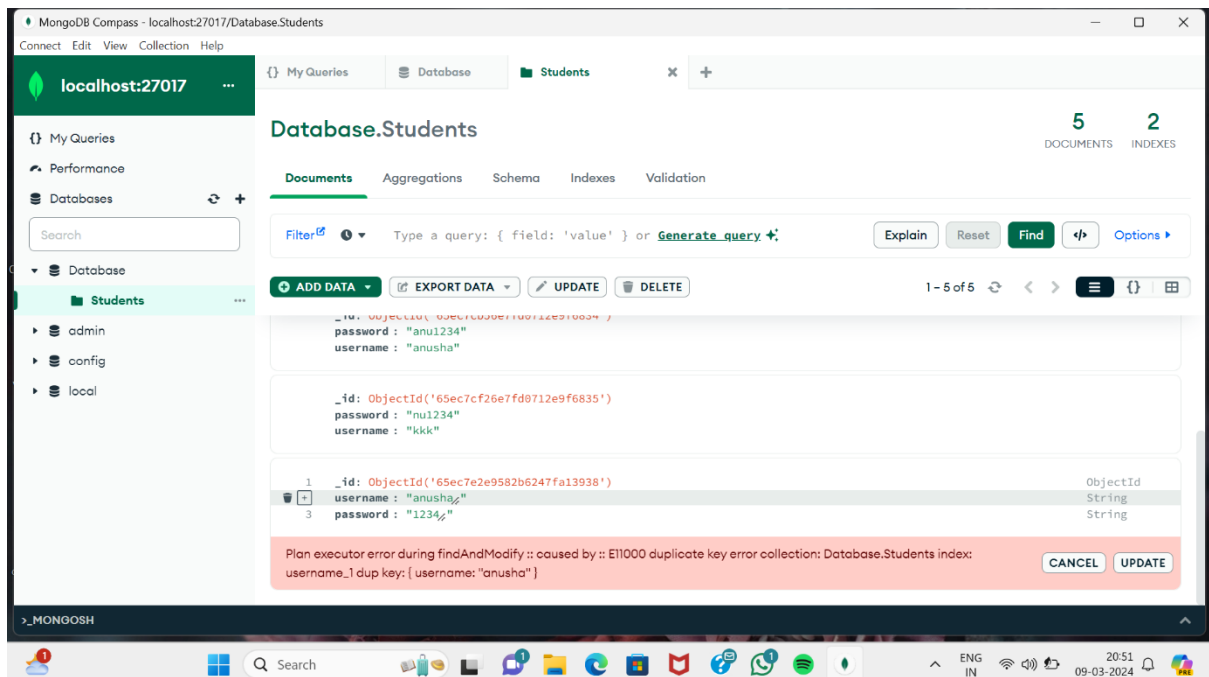 MongoDB Compass - localhost:27017/Database.Students
Connect Edit View Collection Help
localhost:27017 ...
{} My Queries
Performance
Databases
Search
Database
Students ...
admin
config
local
{} My Queries Database Students × +
Database.Students
5 DOCUMENTS
2 INDEXES
Documents Aggregations Schema Indexes Validation
Filter Type a query: { field: 'value' } or Generate query Explain Reset Find </> Options
ADD DATA EXPORT DATA UPDATE DELETE 1 – 5 of 5 {}
password : "anu1234"
username : "anusha"
_id: ObjectId('65ec7cf26e7fd0712e9f6835')
password : "nu1234"
username : "kkk"
1 _id: ObjectId('65ec7e2e9582b6247fa13938') ObjectId
username : "anusha" String
3 password : "1234" String
Plan executor error during findAndModify :: caused by :: E11000 duplicate key error collection: Database.Students index:
username_1 dup key: { username: "anusha" }
CANCEL UPDATE
>_MONGOSH
Search
ENG
IN
20:51
09-03-2024
PRE